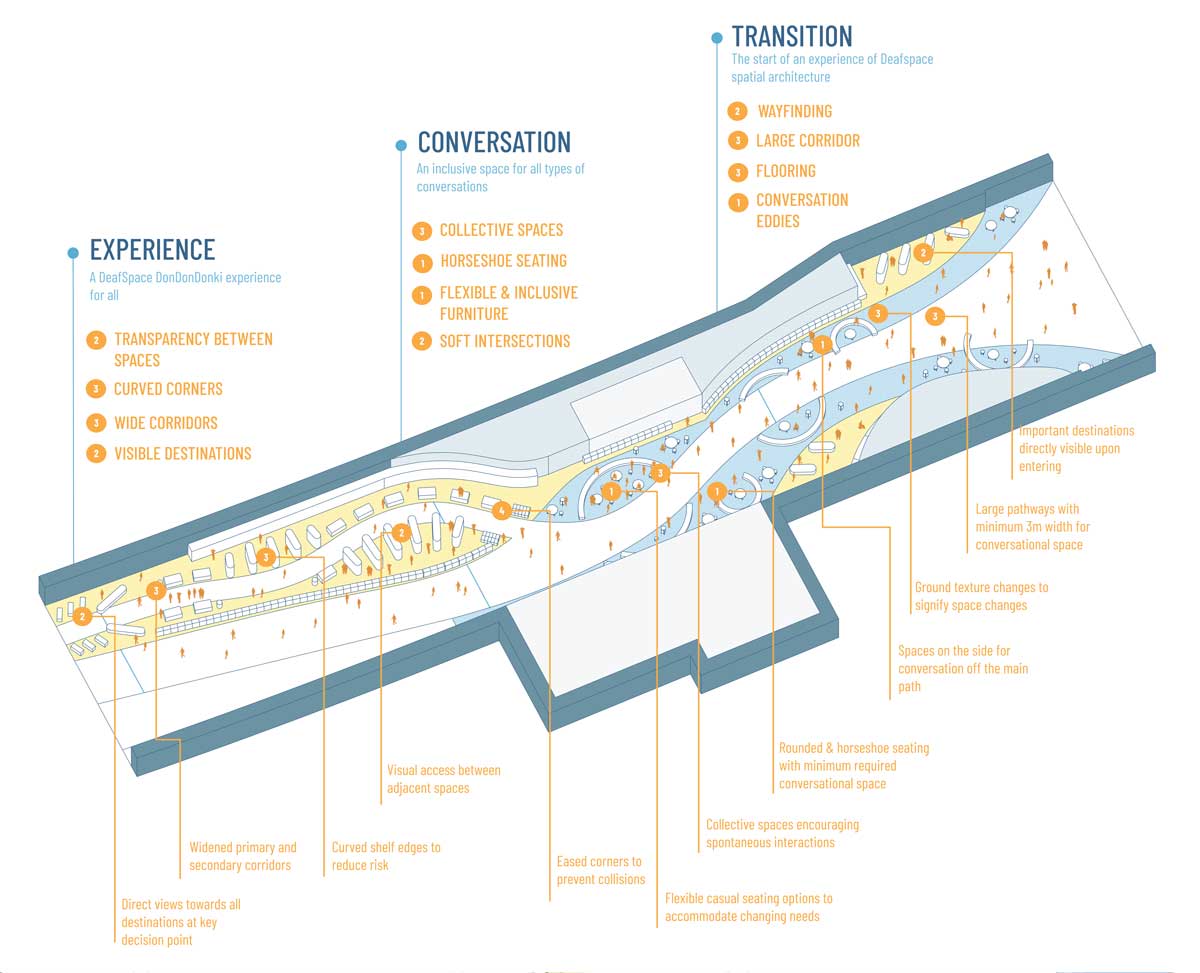 TRANSITION
The start of an experience of Deafspace
spatial architecture
2 WAYFINDING
3 LARGE CORRIDOR
3 FLOORING
1 CONVERSATION
EDDIES
CONVERSATION
An inclusive space for all types of
conversations
3 COLLECTIVE SPACES
1 HORSESHOE SEATING
1 FLEXIBLE & INCLUSIVE
FURNITURE
2 SOFT INTERSECTIONS
EXPERIENCE
A DeafSpace DonDonDonki experience
for all
2 TRANSPARENCY BETWEEN
SPACES
3 CURVED CORNERS
3 WIDE CORRIDORS
2 VISIBLE DESTINATIONS
2
3
3
1
3
1
1
4
2
3
3
2
Important destinations
directly visible upon
entering
Large pathways with
minimum 3m width for
conversational space
Ground texture changes to
signify space changes
Spaces on the side for
conversation off the main
path
Rounded & horseshoe seating
with minimum required
conversational space
Collective spaces encouraging
spontaneous interactions
Flexible casual seating options to
accommodate changing needs
Eased corners to
prevent collisions
Visual access between
adjacent spaces
Curved shelf edges to
reduce risk
Widened primary and
secondary corridors
Direct views towards all
destinations at key
decision point